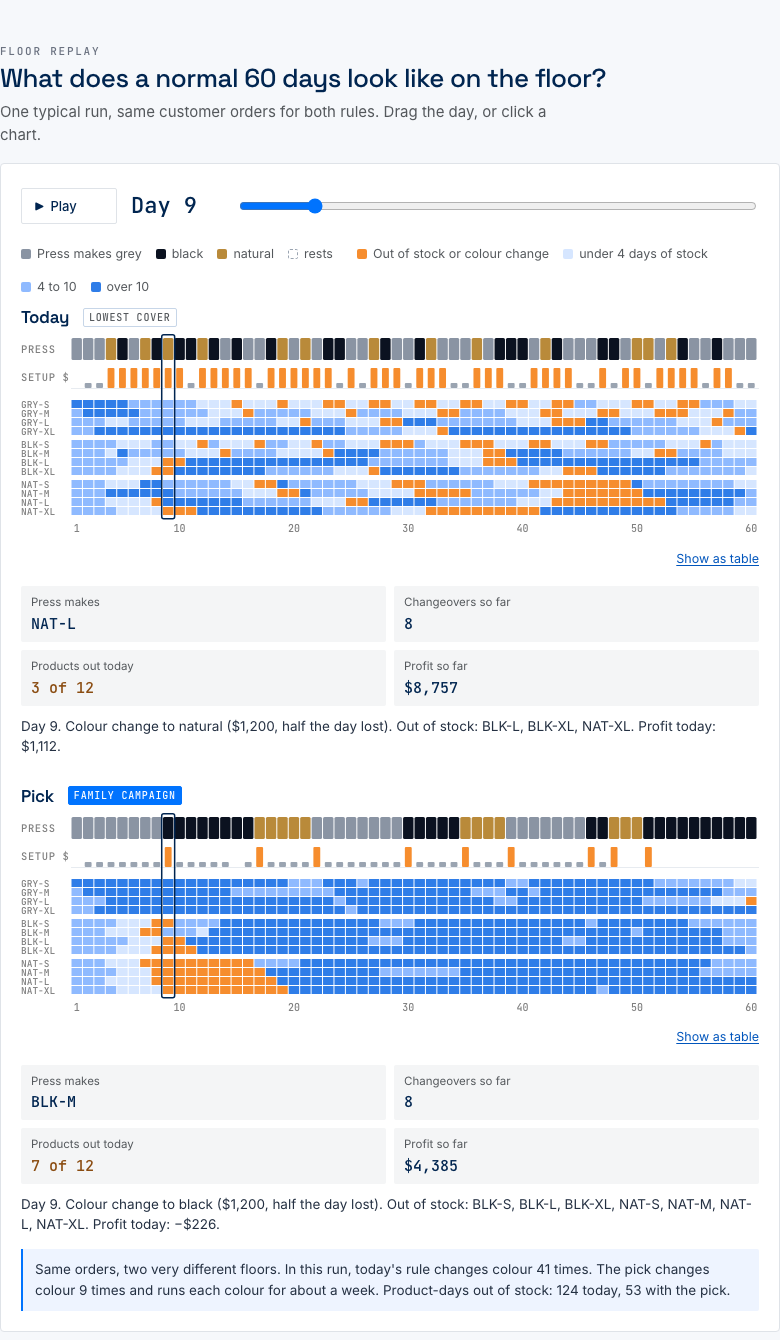 FLOOR REPLAY
What does a normal 60 days look like on the floor?
One typical run, same customer orders for both rules. Drag the day, or click a
chart.
► Play
Day 9
Press makes grey black natural rests Out of stock or colour change under 4 days of stock
4 to 10 over 10
Today LOWEST COVER
PRESS
SETUP $
GRY-S
GRY-M
GRY-L
GRY-XL
BLK-S
BLK-M
BLK-L
BLK-XL
NAT-S
NAT-M
NAT-L
NAT-XL
1 10 20 30 40 50 60
Show as table
Press makes
NAT-L
Changeovers so far
8
Products out today
3 of 12
Profit so far
$8,757
Day 9. Colour change to natural ($1,200, half the day lost). Out of stock: BLK-L, BLK-XL, NAT-XL. Profit today:
$1,112.
Pick FAMILY CAMPAIGN
PRESS
SETUP $
GRY-S
GRY-M
GRY-L
GRY-XL
BLK-S
BLK-M
BLK-L
BLK-XL
NAT-S
NAT-M
NAT-L
NAT-XL
1 10 20 30 40 50 60
Show as table
Press makes
BLK-M
Changeovers so far
8
Products out today
7 of 12
Profit so far
$4,385
Day 9. Colour change to black ($1,200, half the day lost). Out of stock: BLK-S, BLK-L, BLK-XL, NAT-S, NAT-M, NAT-
L, NAT-XL. Profit today: −$226.
Same orders, two very different floors. In this run, today's rule changes colour 41 times. The pick changes
colour 9 times and runs each colour for about a week. Product-days out of stock: 124 today, 53 with the pick.